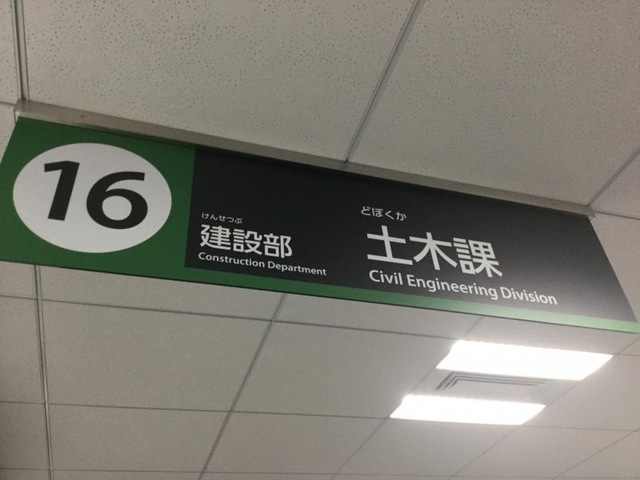 16
けんせつぶ
建設部
Construction Department
どぼくか
土木課
Civil Engineering Division